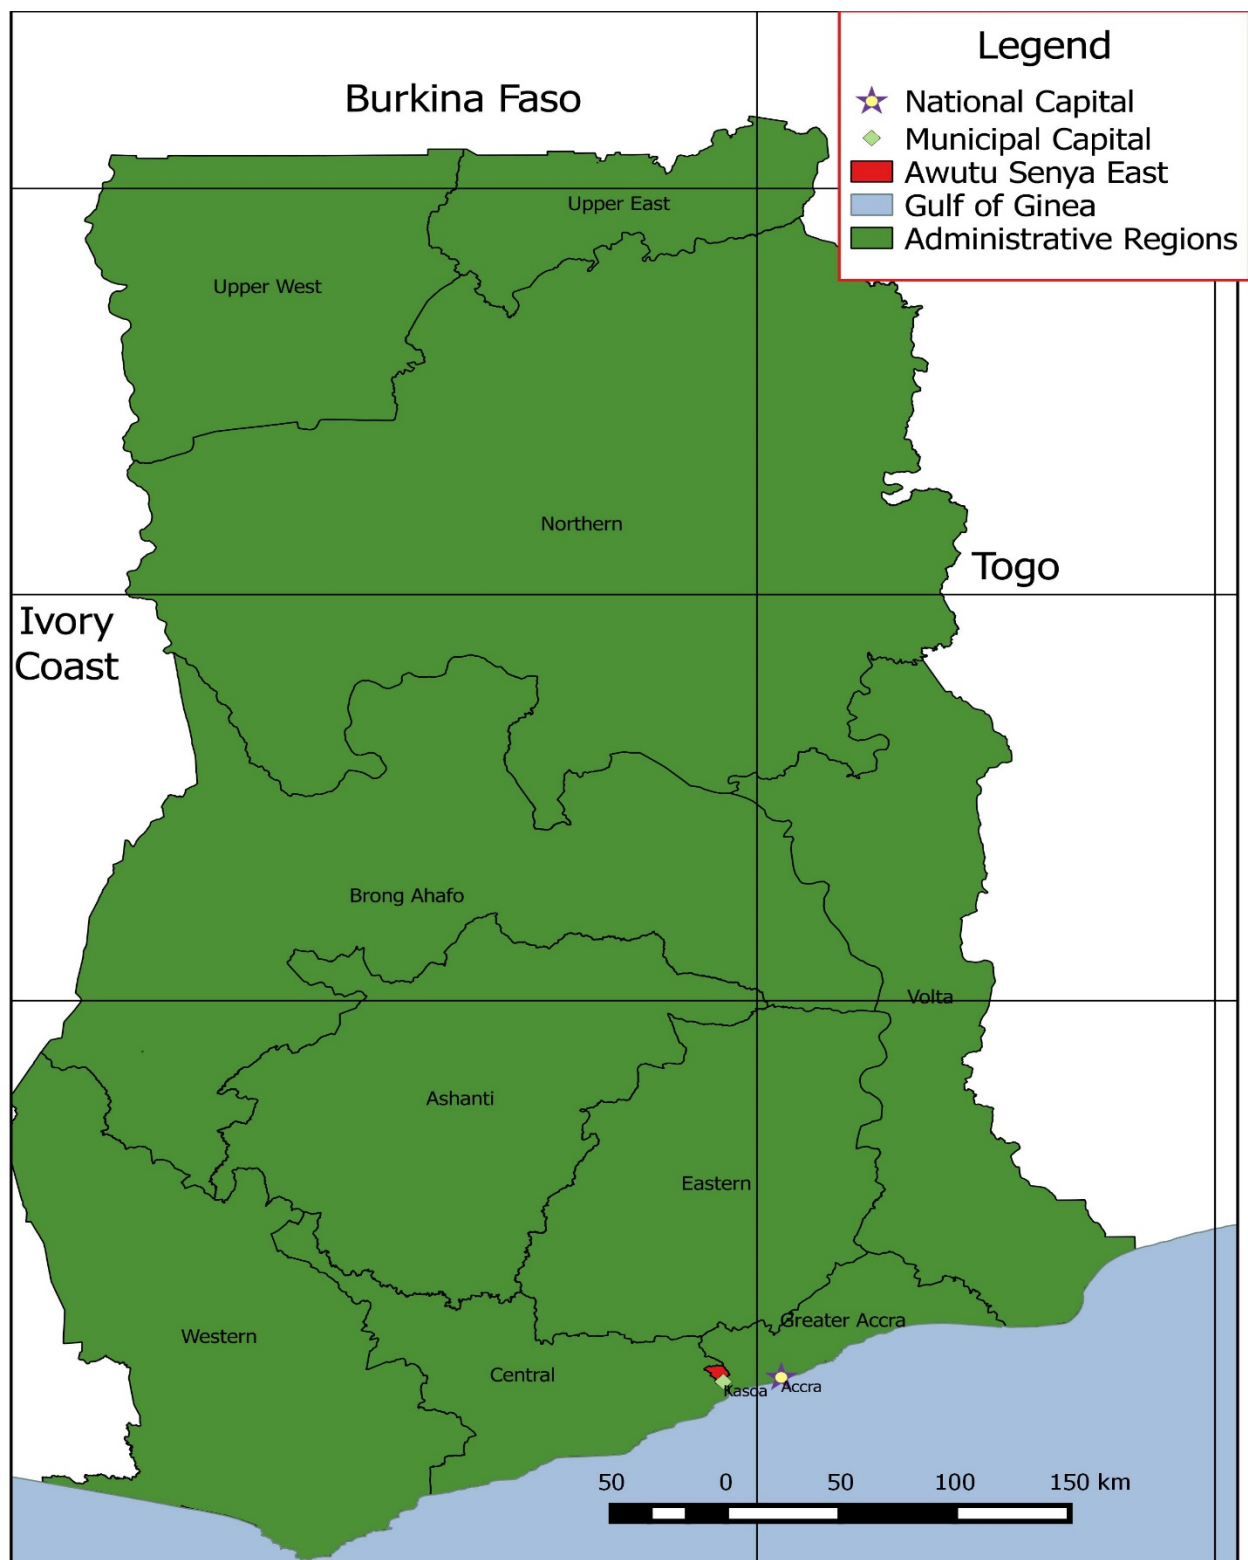 Legend
National Capital
Municipal Capital
Awutu Senya East
Gulf of Ginea
Administrative Regions
Burkina Faso
Upper East
Upper West
Northern
Togo
Ivory
Coast
Brong Ahafo
Volta
Ashanti
Eastern
Greater Accra
Western
Central
Kasoa
Accra
50 0 50 100 150 km